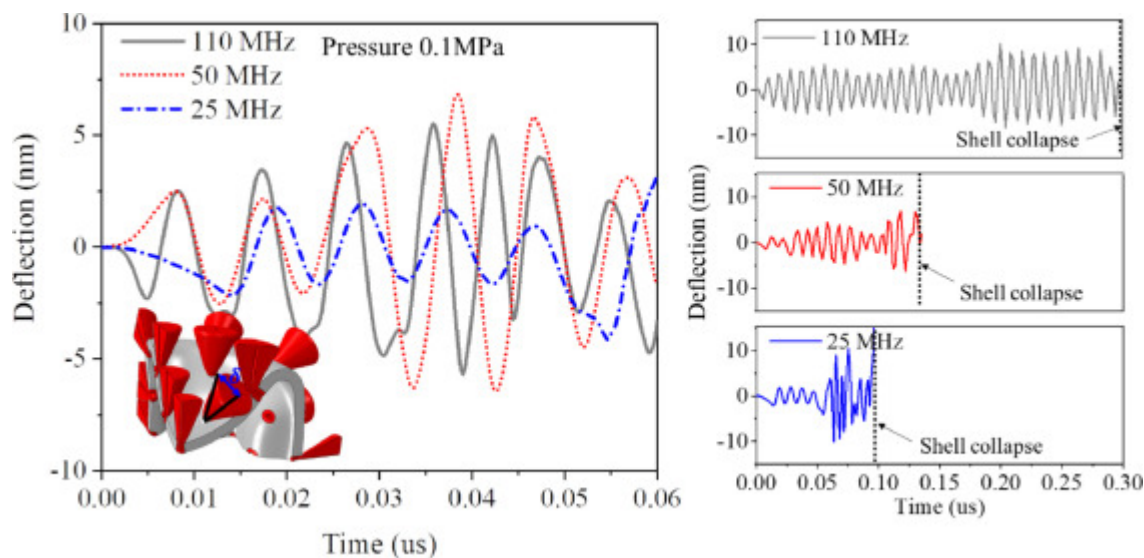 10
5
0
-5
-10
Deflection (nm)
110 MHz
50 MHz
25 MHz
Pressure 0.1MPa
0.00 0.01 0.02 0.03 0.04 0.05 0.06
Time (us)
Deflection (nm)
10
0
-10
110 MHz
Shell collapse
10
0
-10
50 MHz
Shell collapse
10
0
-10
25 MHz
Shell collapse
0.00 0.05 0.10 0.15 0.20 0.25 0.30
Time (us)